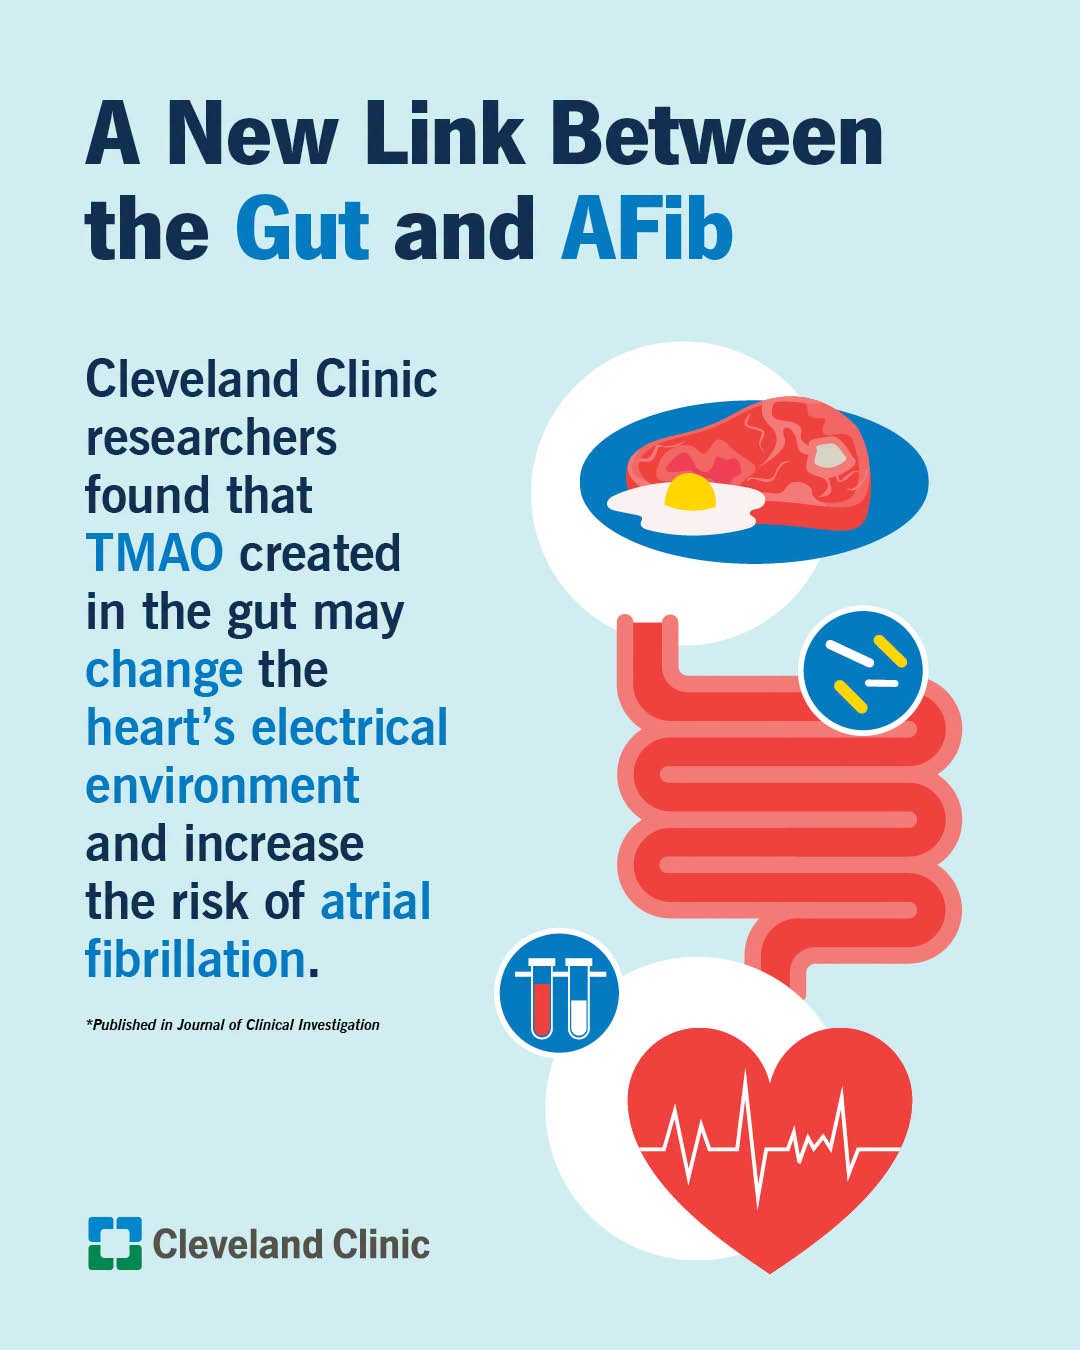 A New Link Between
the Gut and AFib
Cleveland Clinic
researchers
found that
TMAO created
in the gut may
change the
heart’s electrical
environment
and increase
the risk of atrial
fibrillation.
*Published in Journal of Clinical Investigation
Cleveland Clinic